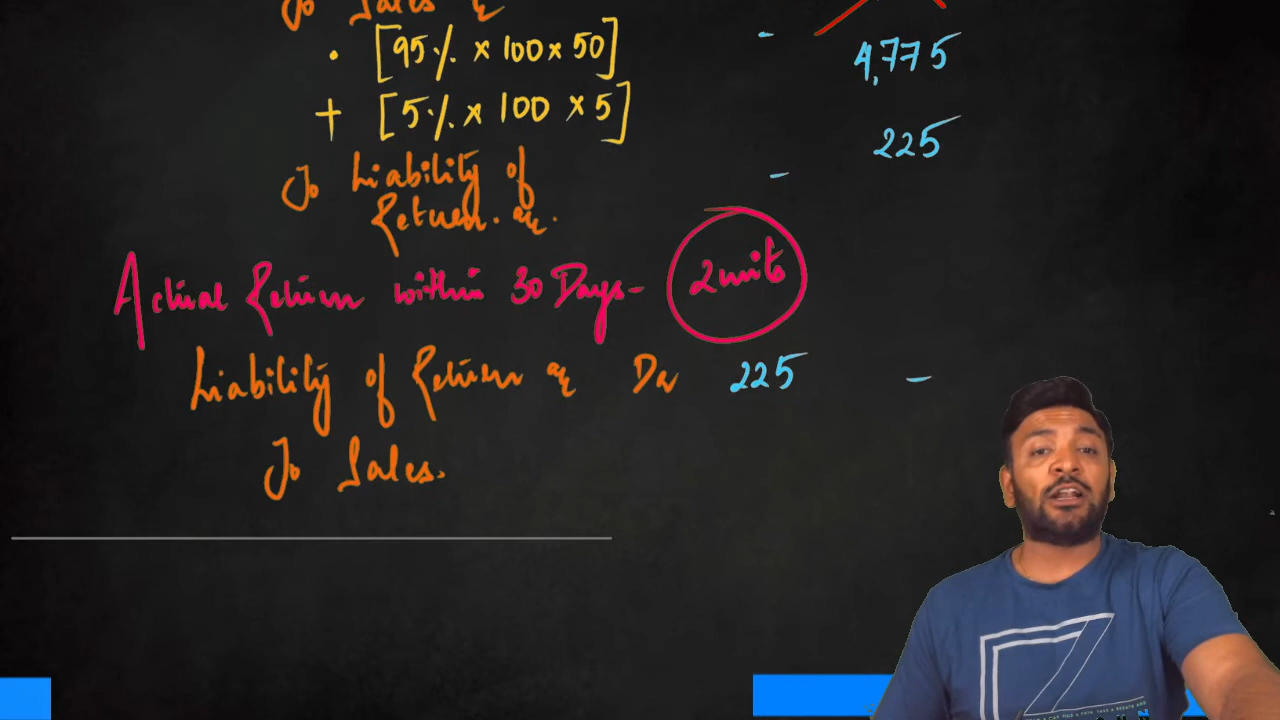 To Sales a/c
• [95% × 100 × 50] - 4,775
+ [5% × 100 × 5]
225
To Liability of -
Return. a/c.
Actual Return within 30 Days - 2 units
Liability of Return a/c Dr 225 -
To Sales.